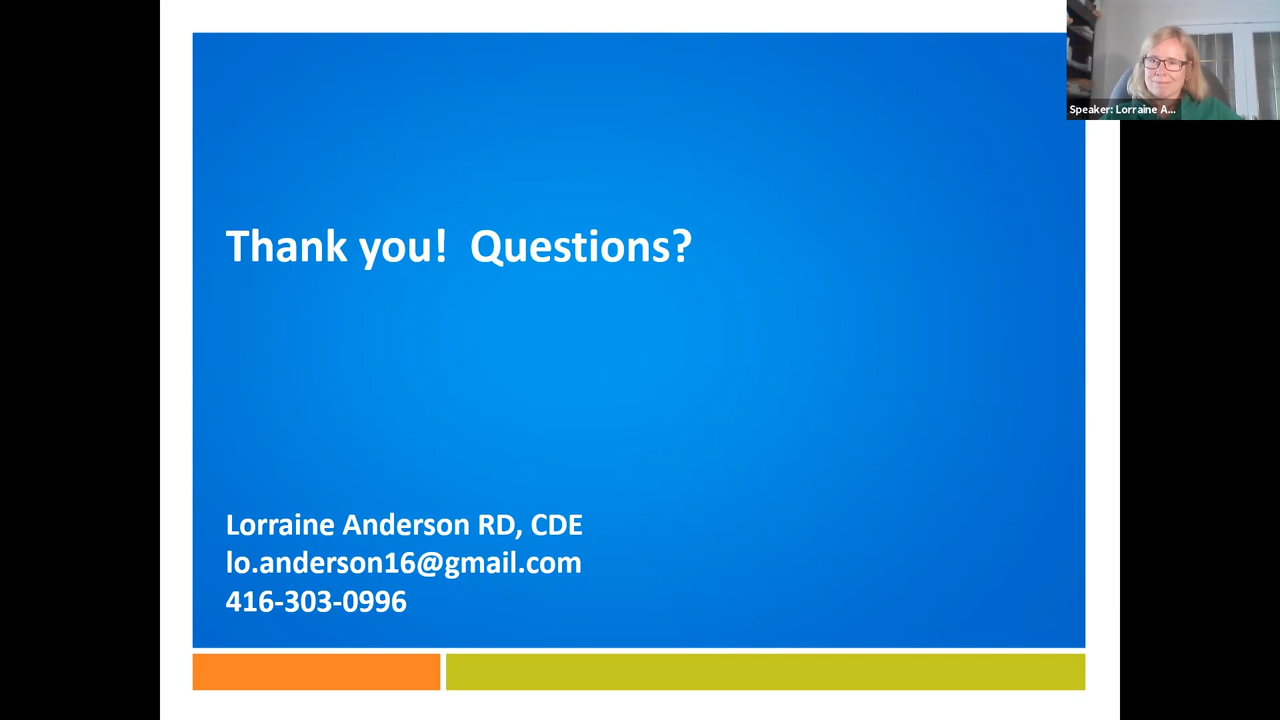 Speaker: Lorraine A...
Thank you!  Questions?
Lorraine Anderson RD, CDE
lo.anderson16@gmail.com
416-303-0996